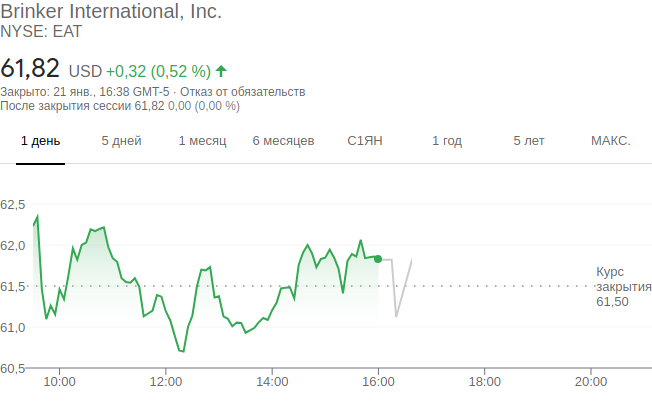 Brinker International, Inc.
NYSE: EAT
61,82 USD +0,32 (0,52 %)
Закрыто: 21 янв., 16:38 GMT-5 · Отказ от обязательств
После закрытия сессии 61,82 0,00 (0,00 %)
1 день 5 дней 1 месяц 6 месяцев С1ЯН 1 год 5 лет МАКС.
62,5
62,0
61,5
61,0
60,5
Курс
закрытия
61,50
10:00 12:00 14:00 16:00 18:00 20:00